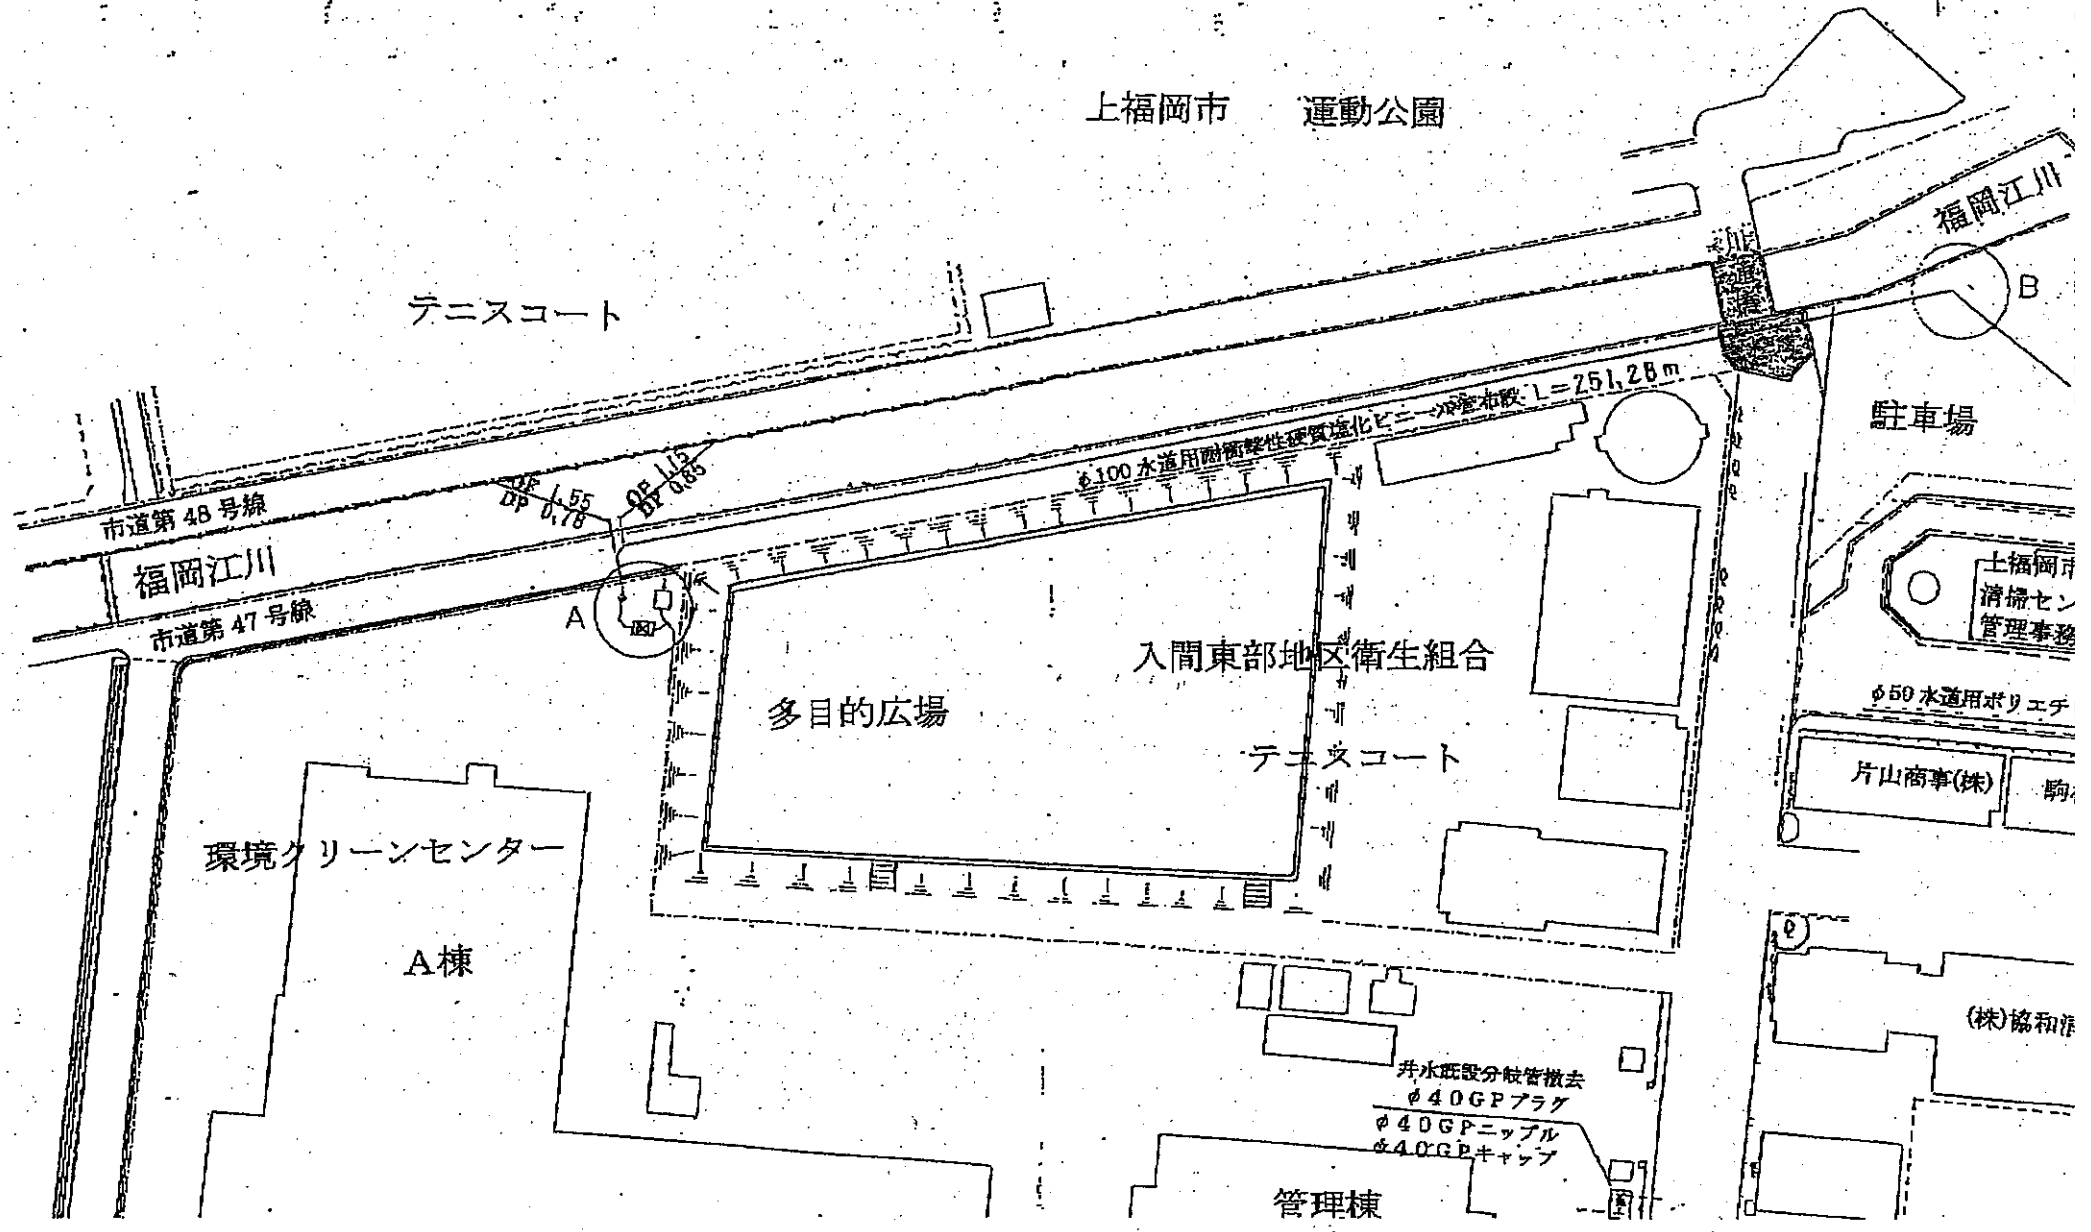 上福岡市 運動公園
福岡江川
B
テニスコート
φ100 水道用耐衝撃性硬質塩化ビニール管布設 L=251,28m
駐車場
OF 1.55
DP 0.78
OF 1.15
DP 0.85
市道第 48 号線
福岡江川
市道第 47 号線
A
上福岡市
清掃セン
管理事務
入間東部地区衛生組合
多目的広場
テニスコート
φ50 水道用ポリエチ
片山商事(株)
駒
環境クリーンセンター
A棟
(株)協和清
井水既設分岐管撤去
φ40GPプラグ
φ40GPニップル
φ40GPキャップ
管理棟